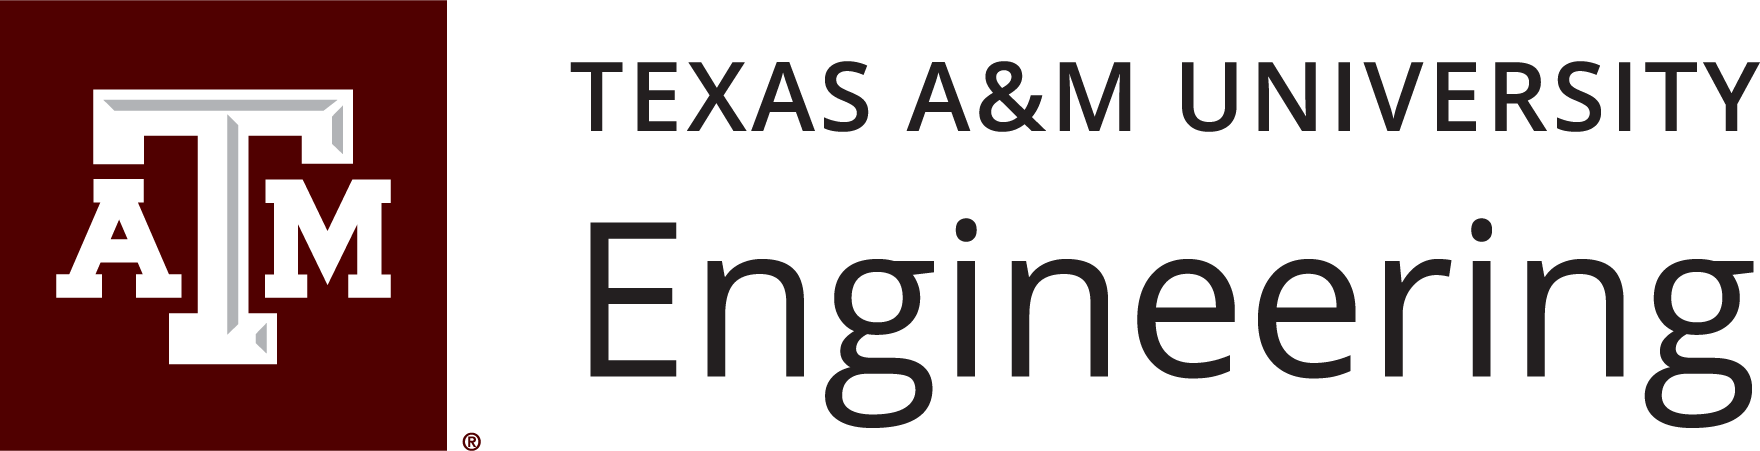 ATM
®
TEXAS A&M UNIVERSITY
Engineering